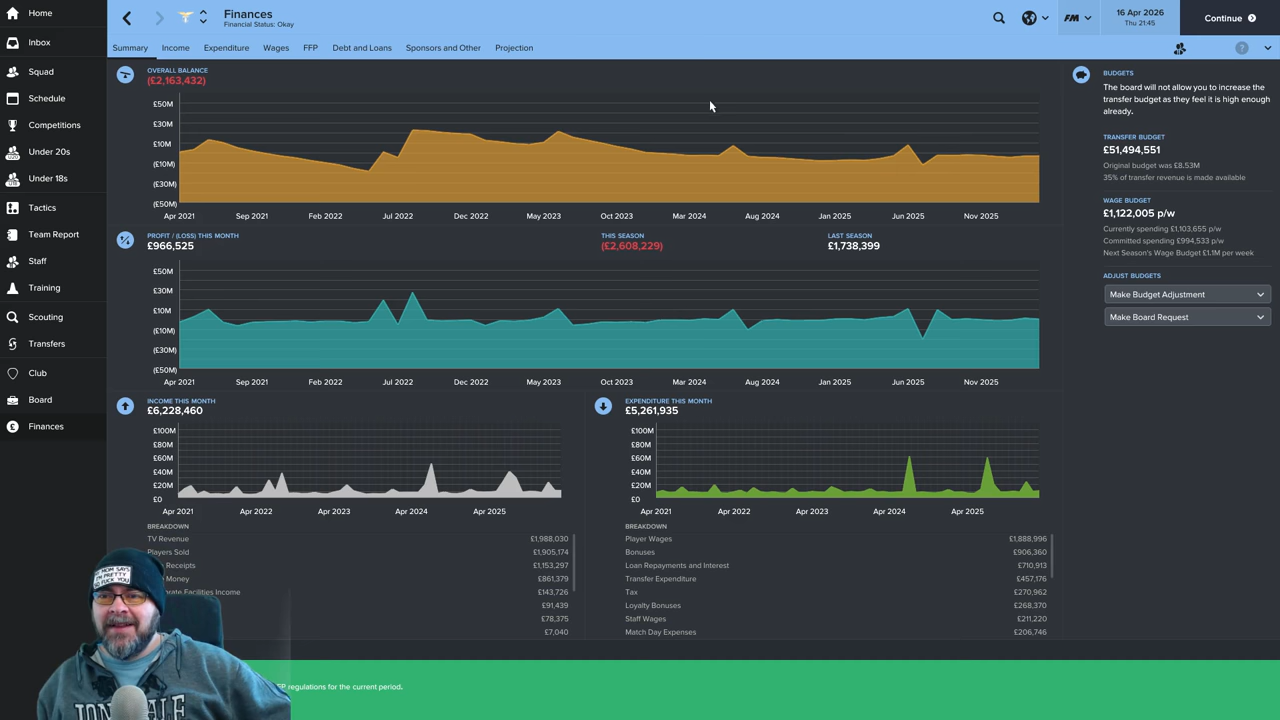 Home
Inbox
Squad
Schedule
Competitions
Under 20s
Under 18s
Tactics
Team Report
Staff
Training
Scouting
Transfers
Club
Board
Finances
Finances
Financial Status: Okay
FM
16 Apr 2026
Thu 21:45
Continue
Summary
Income
Expenditure
Wages
FFP
Debt and Loans
Sponsors and Other
Projection
OVERALL BALANCE
(£2,163,432)
£50M
£30M
£10M
(£10M)
(£30M)
(£50M)
Apr 2021 Sep 2021 Feb 2022 Jul 2022 Dec 2022 May 2023 Oct 2023 Mar 2024 Aug 2024 Jan 2025 Jun 2025 Nov 2025
PROFIT / (LOSS) THIS MONTH
£966,525
THIS SEASON
(£2,608,229)
LAST SEASON
£1,738,399
£50M
£30M
£10M
(£10M)
(£30M)
(£50M)
Apr 2021 Sep 2021 Feb 2022 Jul 2022 Dec 2022 May 2023 Oct 2023 Mar 2024 Aug 2024 Jan 2025 Jun 2025 Nov 2025
INCOME THIS MONTH
£6,228,460
£100M
£80M
£60M
£40M
£20M
£0
Apr 2021 Apr 2022 Apr 2023 Apr 2024 Apr 2025
BREAKDOWN
TV Revenue £1,988,030
Players Sold £1,905,174
Receipts £1,153,297
Money £861,379
Facilities Income £143,726
£91,439
£78,375
£7,040
EXPENDITURE THIS MONTH
£5,261,935
£100M
£80M
£60M
£40M
£20M
£0
Apr 2021 Apr 2022 Apr 2023 Apr 2024 Apr 2025
BREAKDOWN
Player Wages £1,888,996
Bonuses £906,360
Loan Repayments and Interest £710,913
Transfer Expenditure £457,176
Tax £270,962
Loyalty Bonuses £268,370
Staff Wages £211,220
Match Day Expenses £206,746
BUDGETS
The board will not allow you to increase the
transfer budget as they feel it is high enough
already.
TRANSFER BUDGET
£51,494,551
Original budget was £8.53M
35% of transfer revenue is made available
WAGE BUDGET
£1,122,005 p/w
Currently spending £1,103,655 p/w
Committed spending £994,533 p/w
Next Season's Wage Budget £1.1M per week
ADJUST BUDGETS
Make Budget Adjustment
Make Board Request
regulations for the current period.
MOM SAYS
I'M PRETTY
SO FUCK YOU